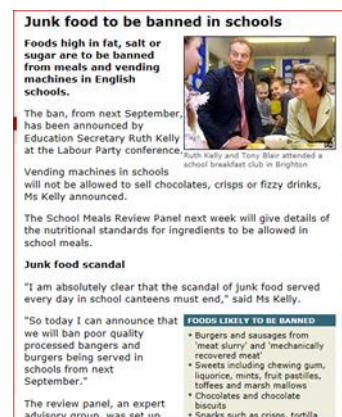 Junk food to be banned in schools
Foods high in fat, salt or
sugar are to be banned
from meals and vending
machines in English
schools.
The ban, from next September,
has been announced by
Education Secretary Ruth Kelly
at the Labour Party conference.
Ruth Kelly and Tony Blair attended a
school breakfast club in Brighton
Vending machines in schools
will not be allowed to sell chocolates, crisps or fizzy drinks,
Ms Kelly announced.
The School Meals Review Panel next week will give details of
the nutritional standards for ingredients to be allowed in
school meals.
Junk food scandal
"I am absolutely clear that the scandal of junk food served
every day in school canteens must end," said Ms Kelly.
"So today I can announce that
we will ban poor quality
processed bangers and
burgers being served in
schools from next
September."
The review panel, an expert
advisory group, was set up
FOODS LIKELY TO BE BANNED
Burgers and sausages from
'meat slurry' and 'mechanically
recovered meat'
Sweets including chewing gum,
liquorice, mints, fruit pastilles,
toffees and marsh mallows
Chocolates and chocolate
biscuits
Snacks such as crisps, tortilla